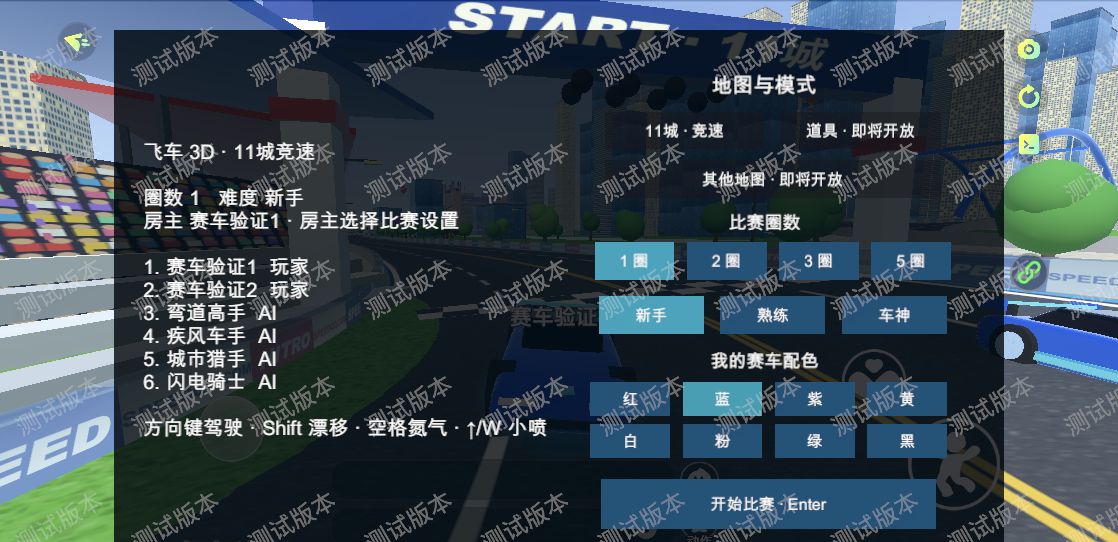 START · 11城
地图与模式
11城 · 竞速
道具 · 即将开放
其他地图 · 即将开放
飞车 3D · 11城竞速
圈数 1 难度 新手
房主 赛车验证1 · 房主选择比赛设置
1. 赛车验证1 玩家
2. 赛车验证2 玩家
3. 弯道高手 AI
4. 疾风车手 AI
5. 城市猎手 AI
6. 闪电骑士 AI
方向键驾驶 · Shift 漂移 · 空格氮气 · ↑/W 小喷
比赛圈数
1 圈
2 圈
3 圈
5 圈
新手
熟练
车神
我的赛车配色
红
蓝
紫
黄
白
粉
绿
黑
开始比赛 · Enter
赛车验证
SPEED
EED
测试版本